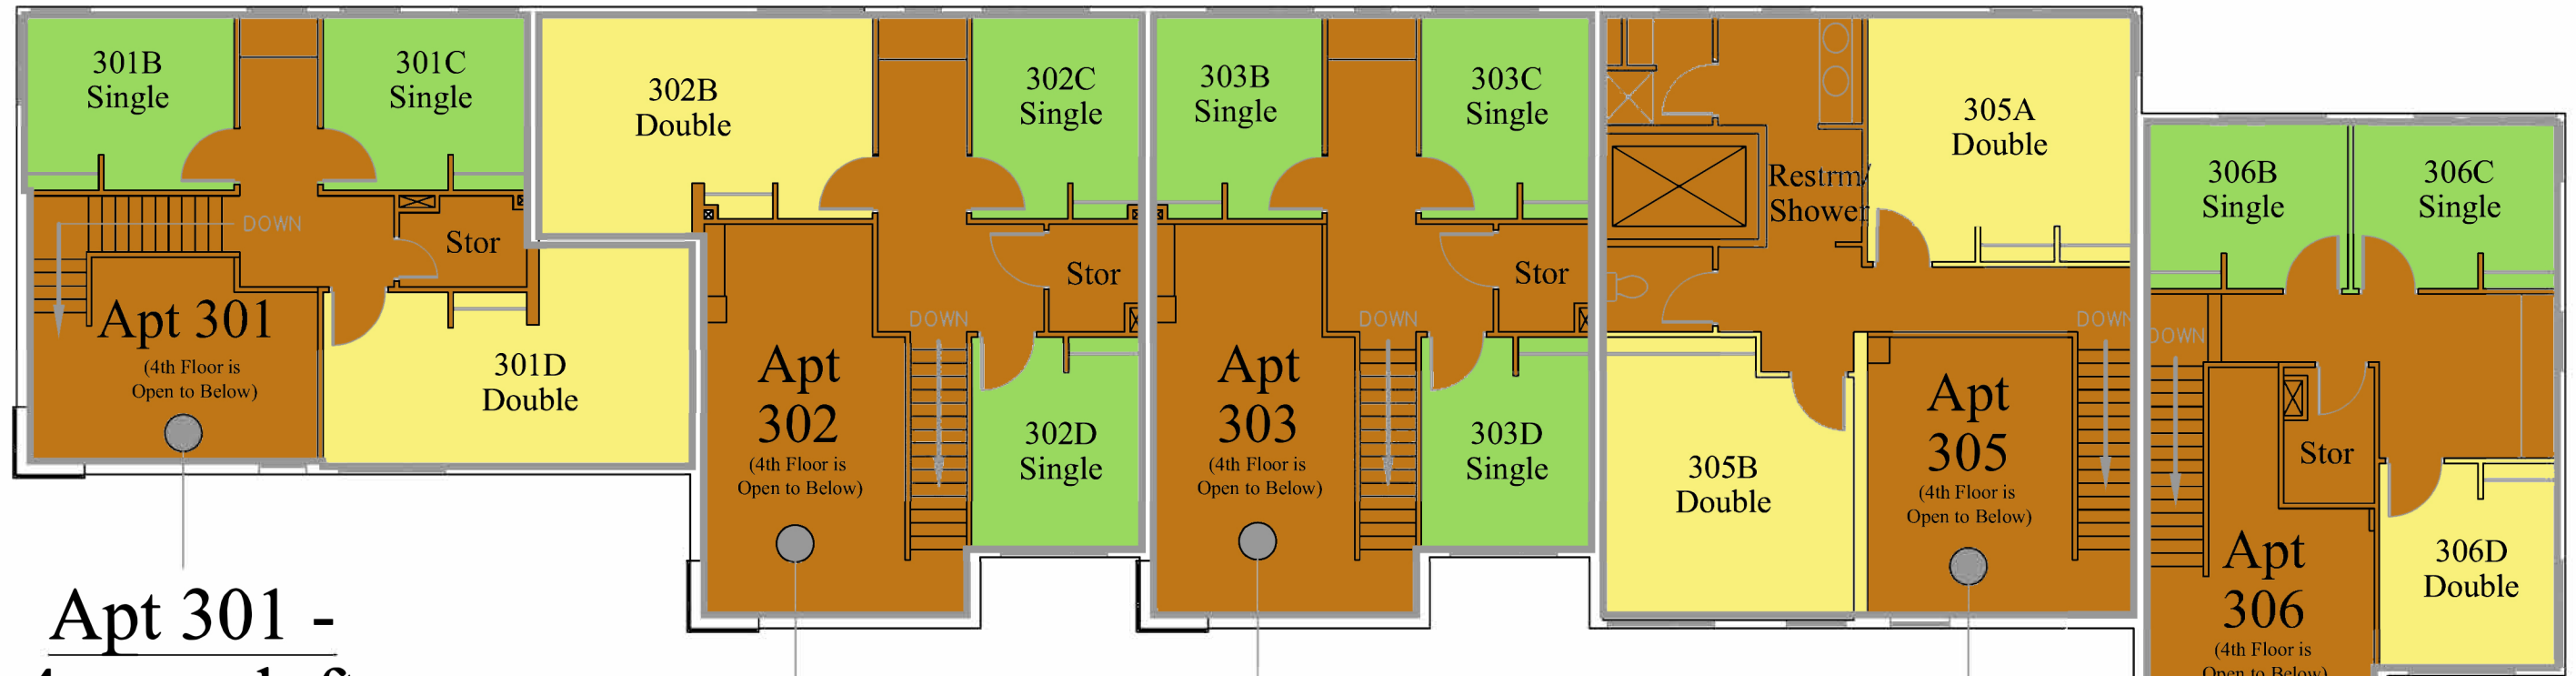 301B
Single
301C
Single
DOWN
Stor
Apt 301
(4th Floor is
Open to Below)
301D
Double
302B
Double
302C
Single
Stor
DOWN
Apt
302
(4th Floor is
Open to Below)
302D
Single
303B
Single
303C
Single
Stor
DOWN
Apt
303
(4th Floor is
Open to Below)
303D
Single
305A
Double
Restrm/
Shower
DOWN
305B
Double
Apt
305
(4th Floor is
Open to Below)
306B
Single
306C
Single
DOWN
Stor
Apt
306
(4th Floor is
Open to Below)
306D
Double
Apt 301 -